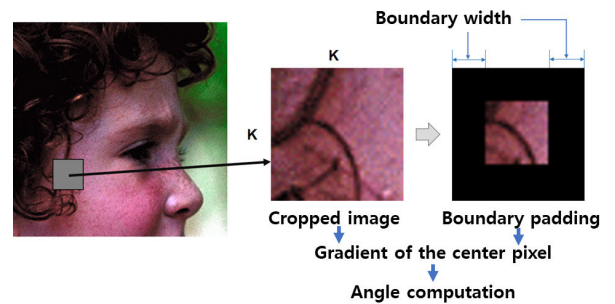 Boundary width
K
K
Cropped image
Boundary padding
Gradient of the center pixel
Angle computation